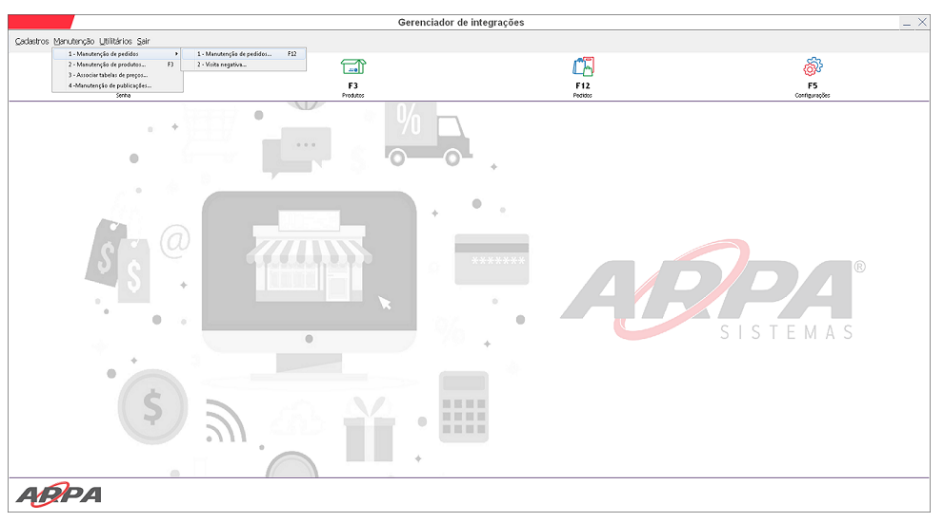 Gerenciador de integrações
Cadastros Manutenção Utilitários Sair
1 - Manutenção de pedidos
2 - Manutenção de produtos... F3
3 - Associar tabelas de preços...
4 -Manutenção de publicações...
1 - Manutenção de pedidos... F12
2 - Visita negativa...
Senha
F3
Produtos
F12
Pedidos
F5
Configurações
%
@
$
$
$
%
*******
$
ARPA®
SISTEMAS
ARPA